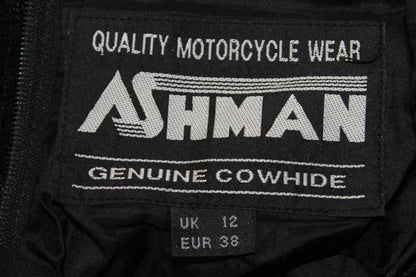 QUALITY MOTORCYCLE WEAR
ASHMAN
GENUINE COWHIDE
UK 12
EUR 38